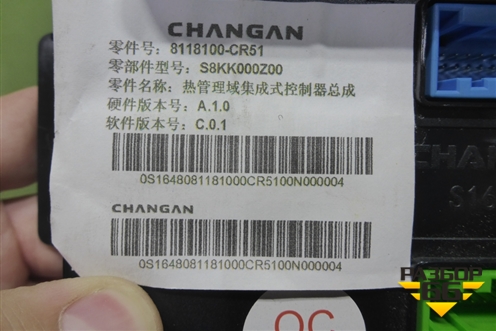 CHANGAN
零件号: 8118100-CR51
零部件型号: S8KK000Z00
零件名称: 热管理域集成式控制器总成
硬件版本号: A.1.0
软件版本号: C.0.1
0S1648081181000CR5100N000004
CHANGAN
0S1648081181000CR5100N000004
QC
CHANGAN
S16
РАЗБОР